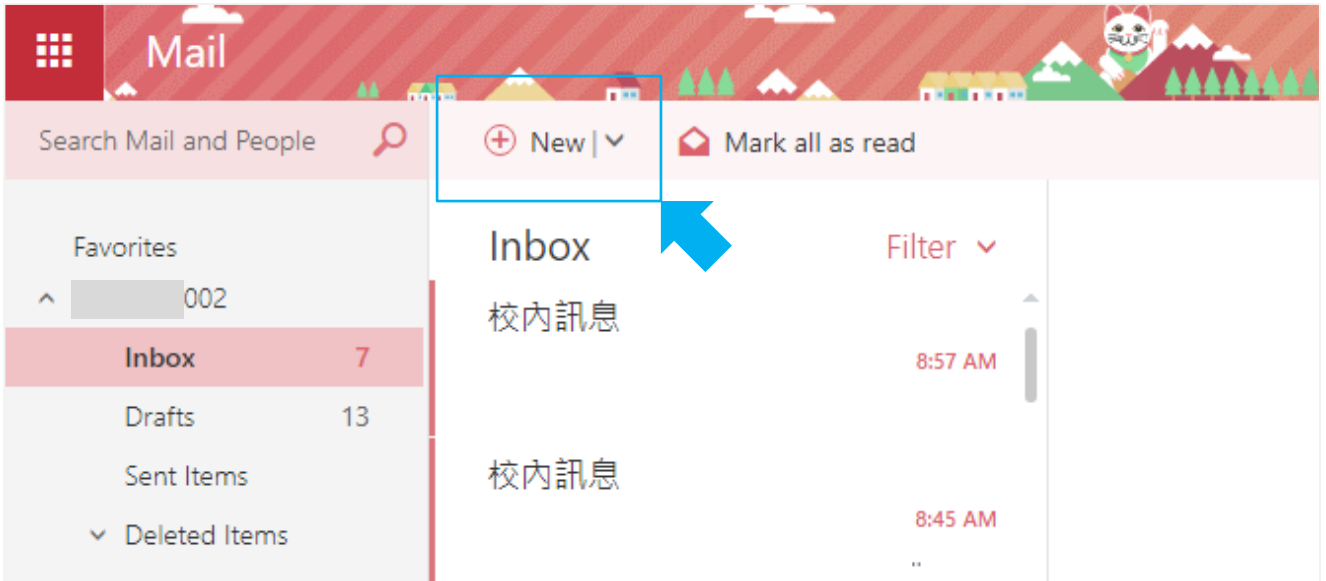 Mail
Search Mail and People
New | Mark all as read
Favorites
002
Inbox 7
Drafts 13
Sent Items
Deleted Items
Inbox Filter
校內訊息
8:57 AM
校內訊息
8:45 AM